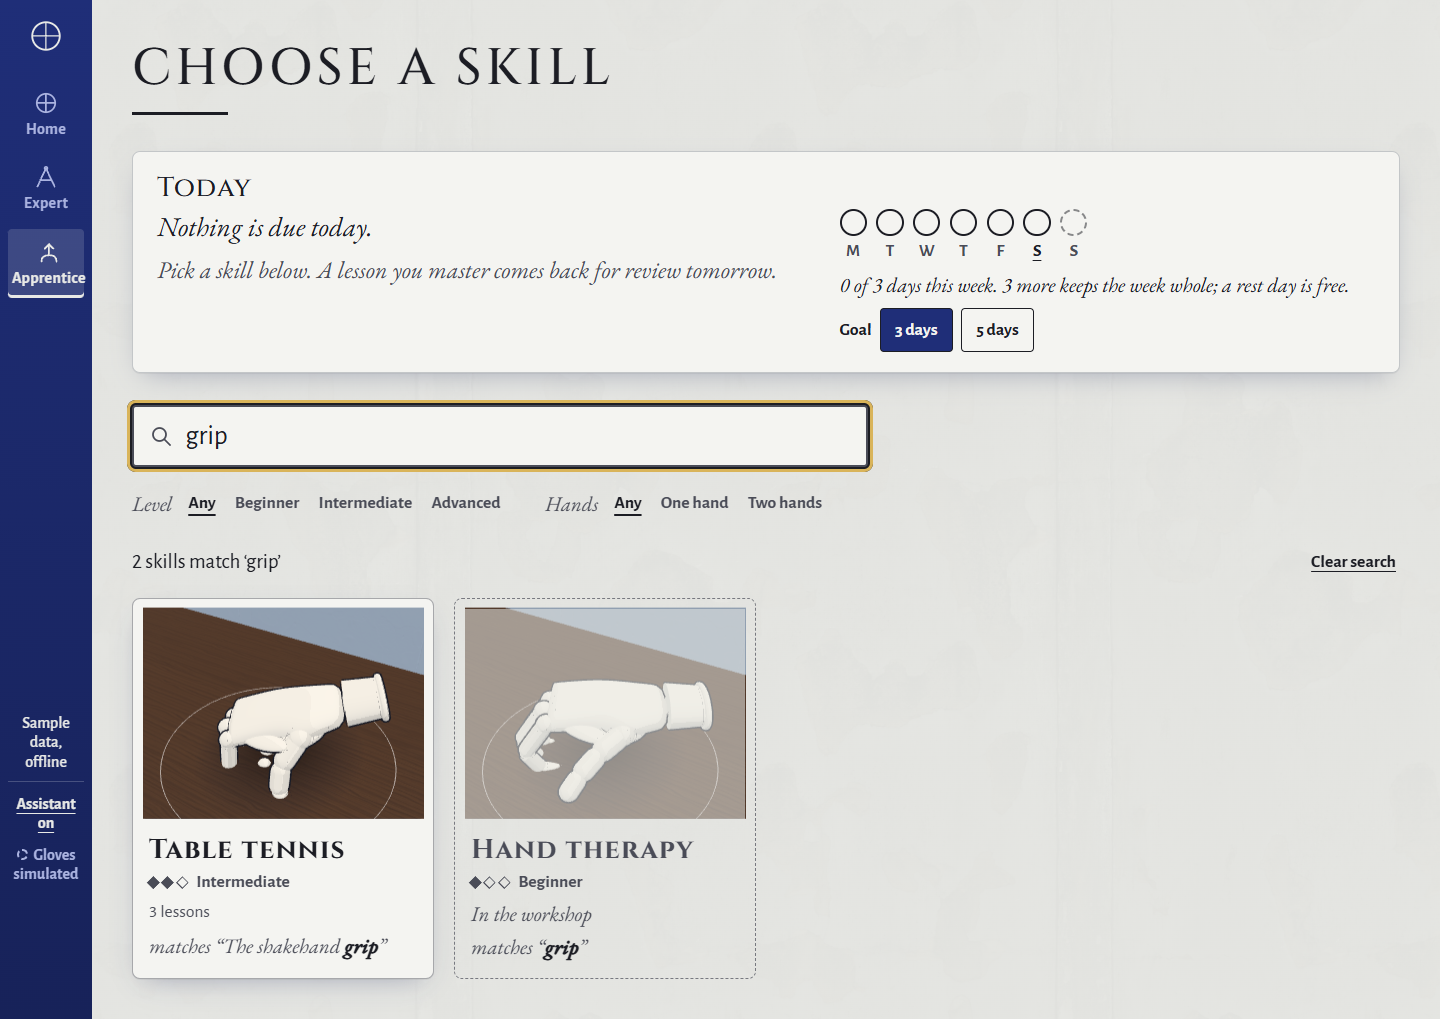 Home
Expert
Apprentice
Sample
data,
offline
Assistant
on
Gloves
simulated
CHOOSE A SKILL
TODAY
Nothing is due today.
Pick a skill below. A lesson you master comes back for review tomorrow.
M T W T F S S
0 of 3 days this week. 3 more keeps the week whole; a rest day is free.
Goal 3 days 5 days
grip
Level Any Beginner Intermediate Advanced Hands Any One hand Two hands
2 skills match ‘grip’
Clear search
TABLE TENNIS
Intermediate
3 lessons
matches “The shakehand grip”
HAND THERAPY
Beginner
In the workshop
matches “grip”